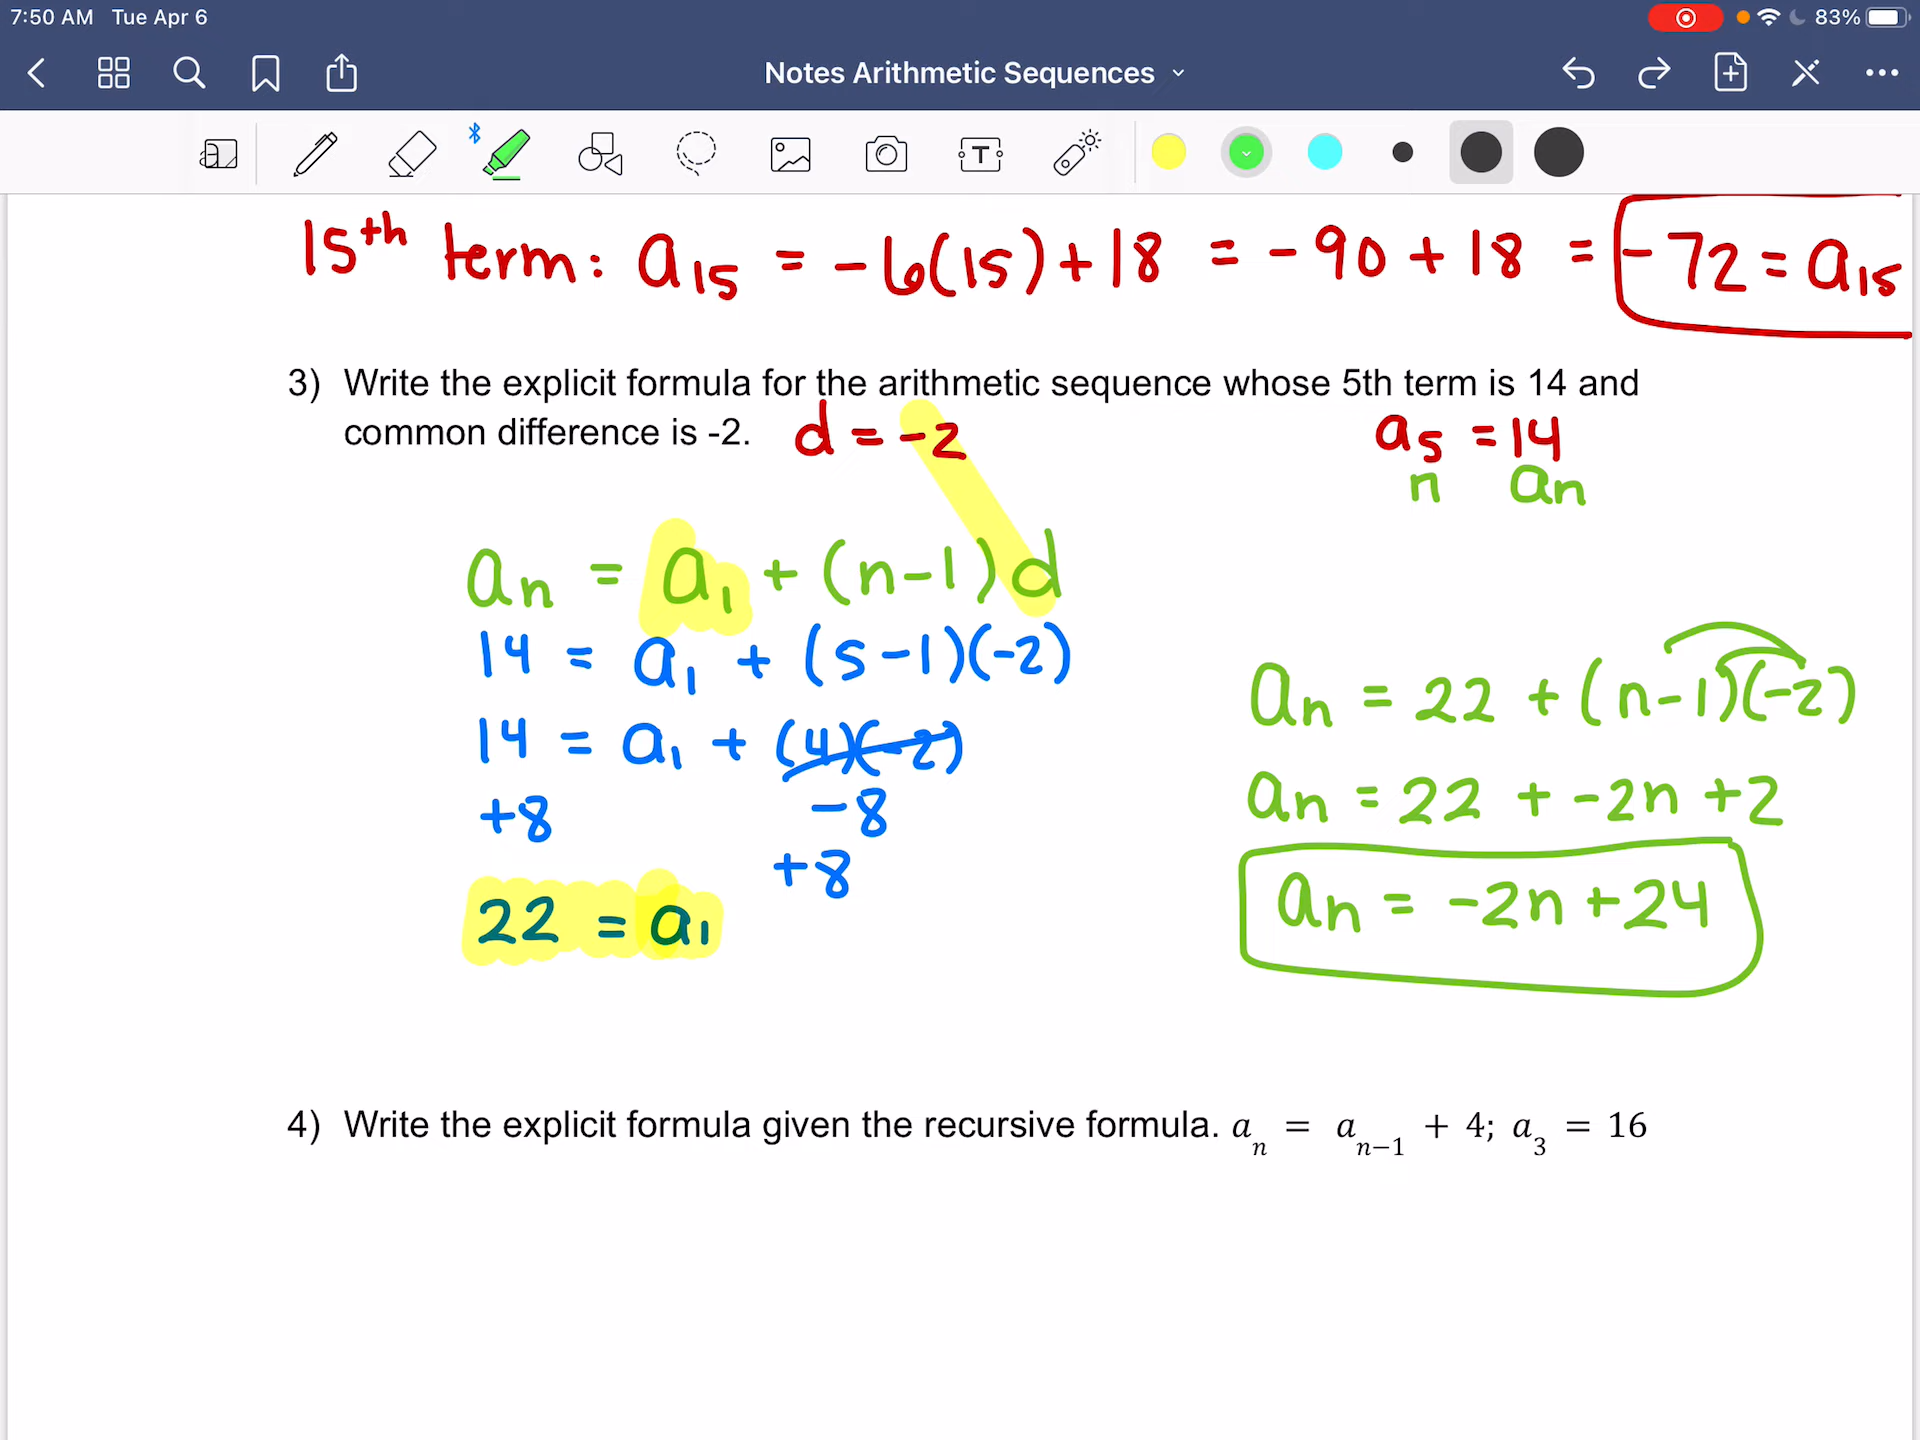 7:50 AM Tue Apr 6 83%
Notes Arithmetic Sequences
15th term: a15 = -6(15)+18 = -90+18 = -72 = a15
3) Write the explicit formula for the arithmetic sequence whose 5th term is 14 and
common difference is -2. d = -2
a5 = 14
n an
an = a1 + (n-1)d
14 = a1 + (5-1)(-2)
14 = a1 + (4)(-2)
+8 -8
+8
22 = a1
an = 22 + (n-1)(-2)
an = 22 + -2n +2
an = -2n +24
4) Write the explicit formula given the recursive formula. an = an−1 + 4; a3 = 16